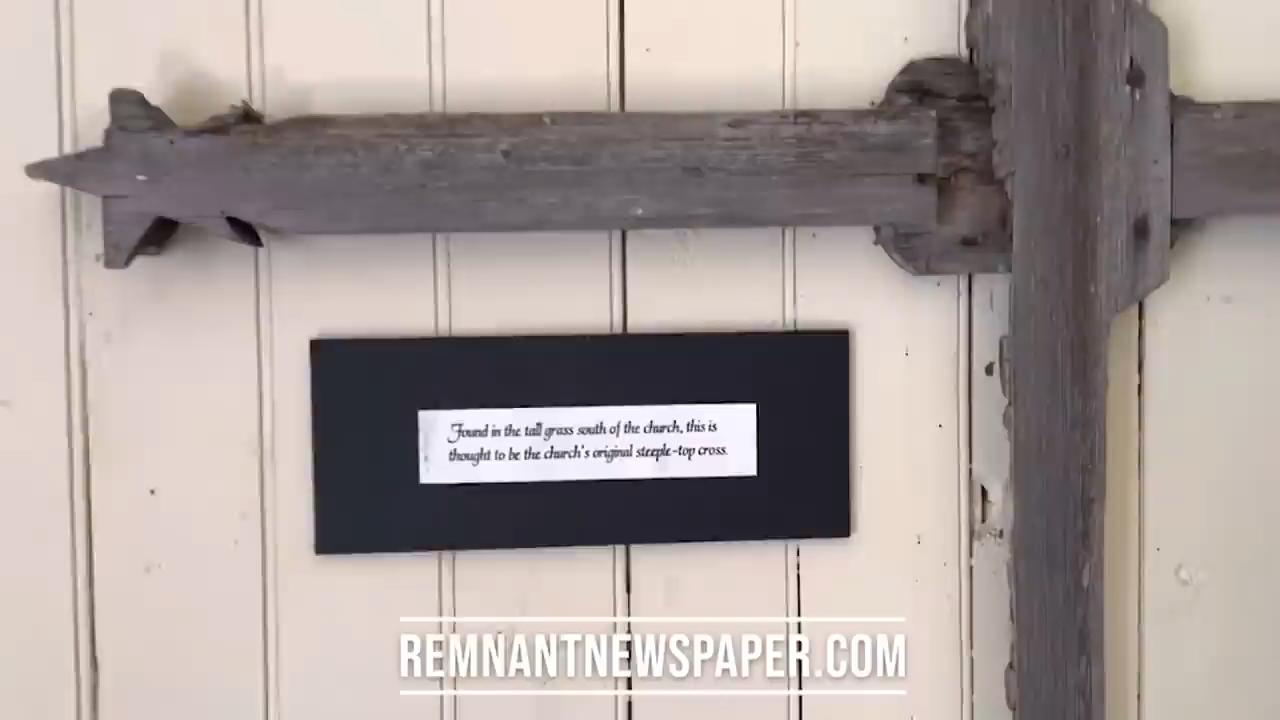 Found in the tall grass south of the church, this is
thought to be the church's original steeple-top cross.
REMNANTNEWSPAPER.COM